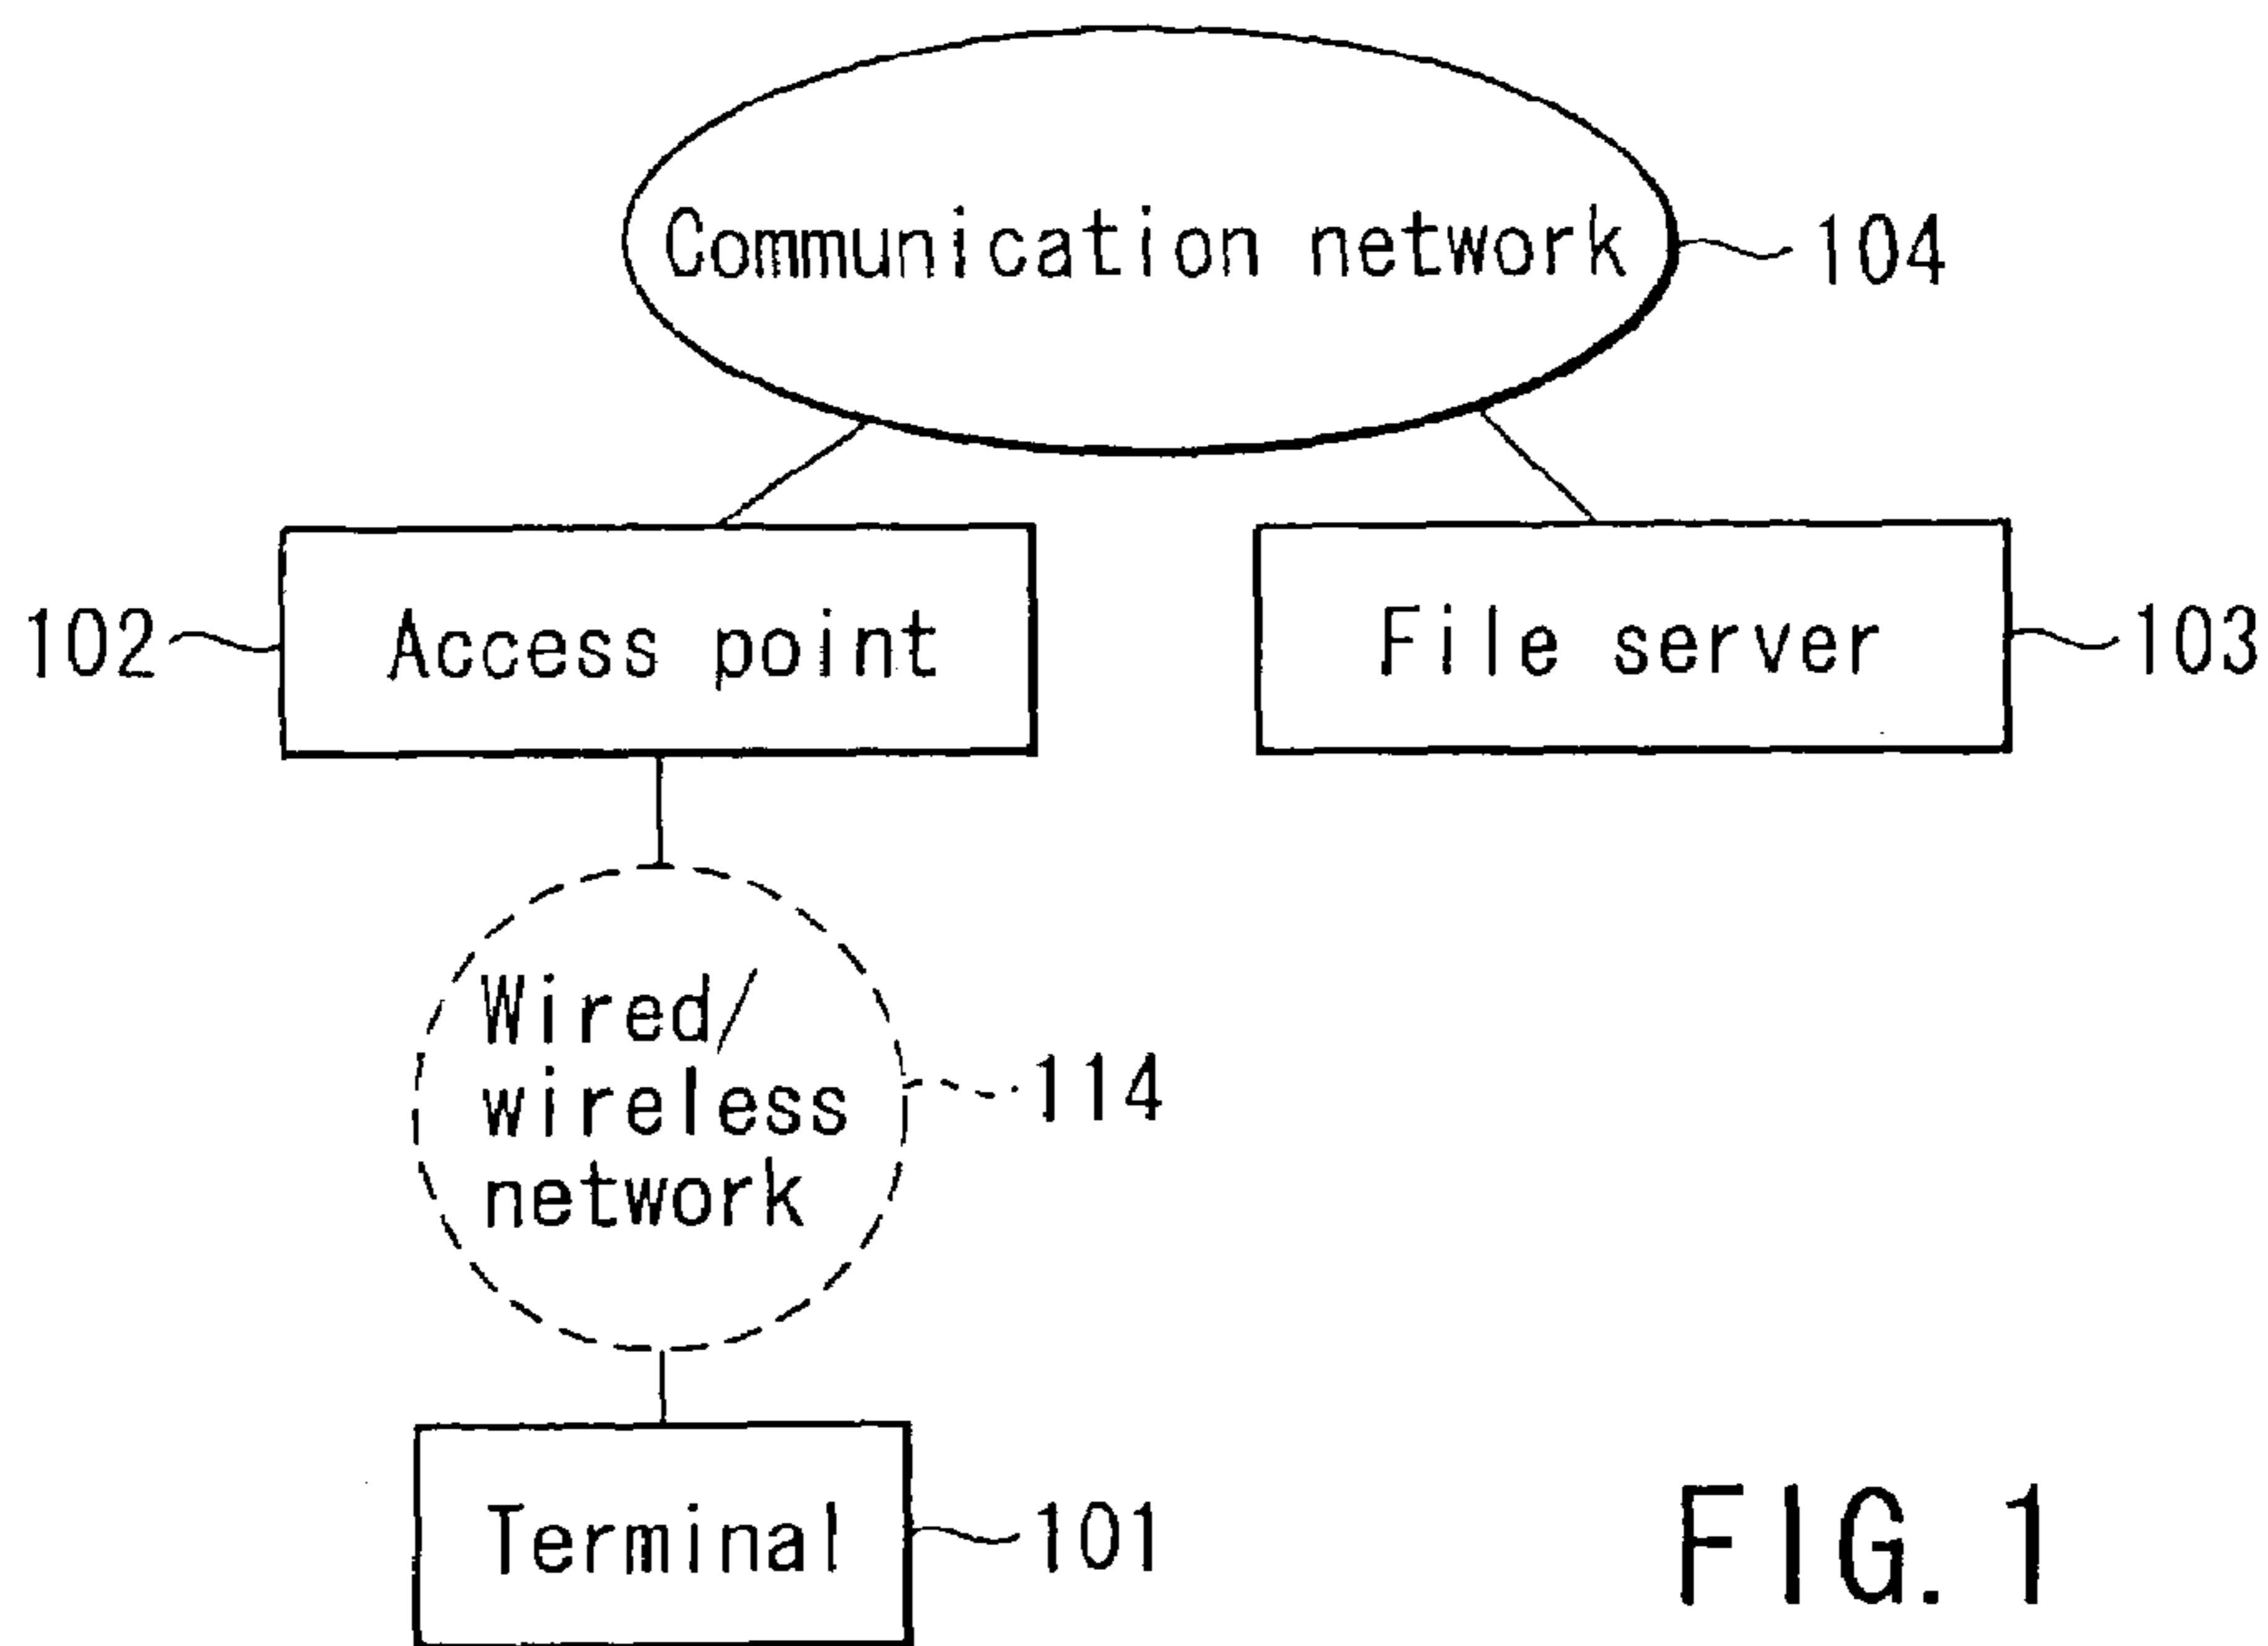 Communication network
104
102
Access point
File server
103
Wired/
wireless
network
114
Terminal
101
FIG. 1